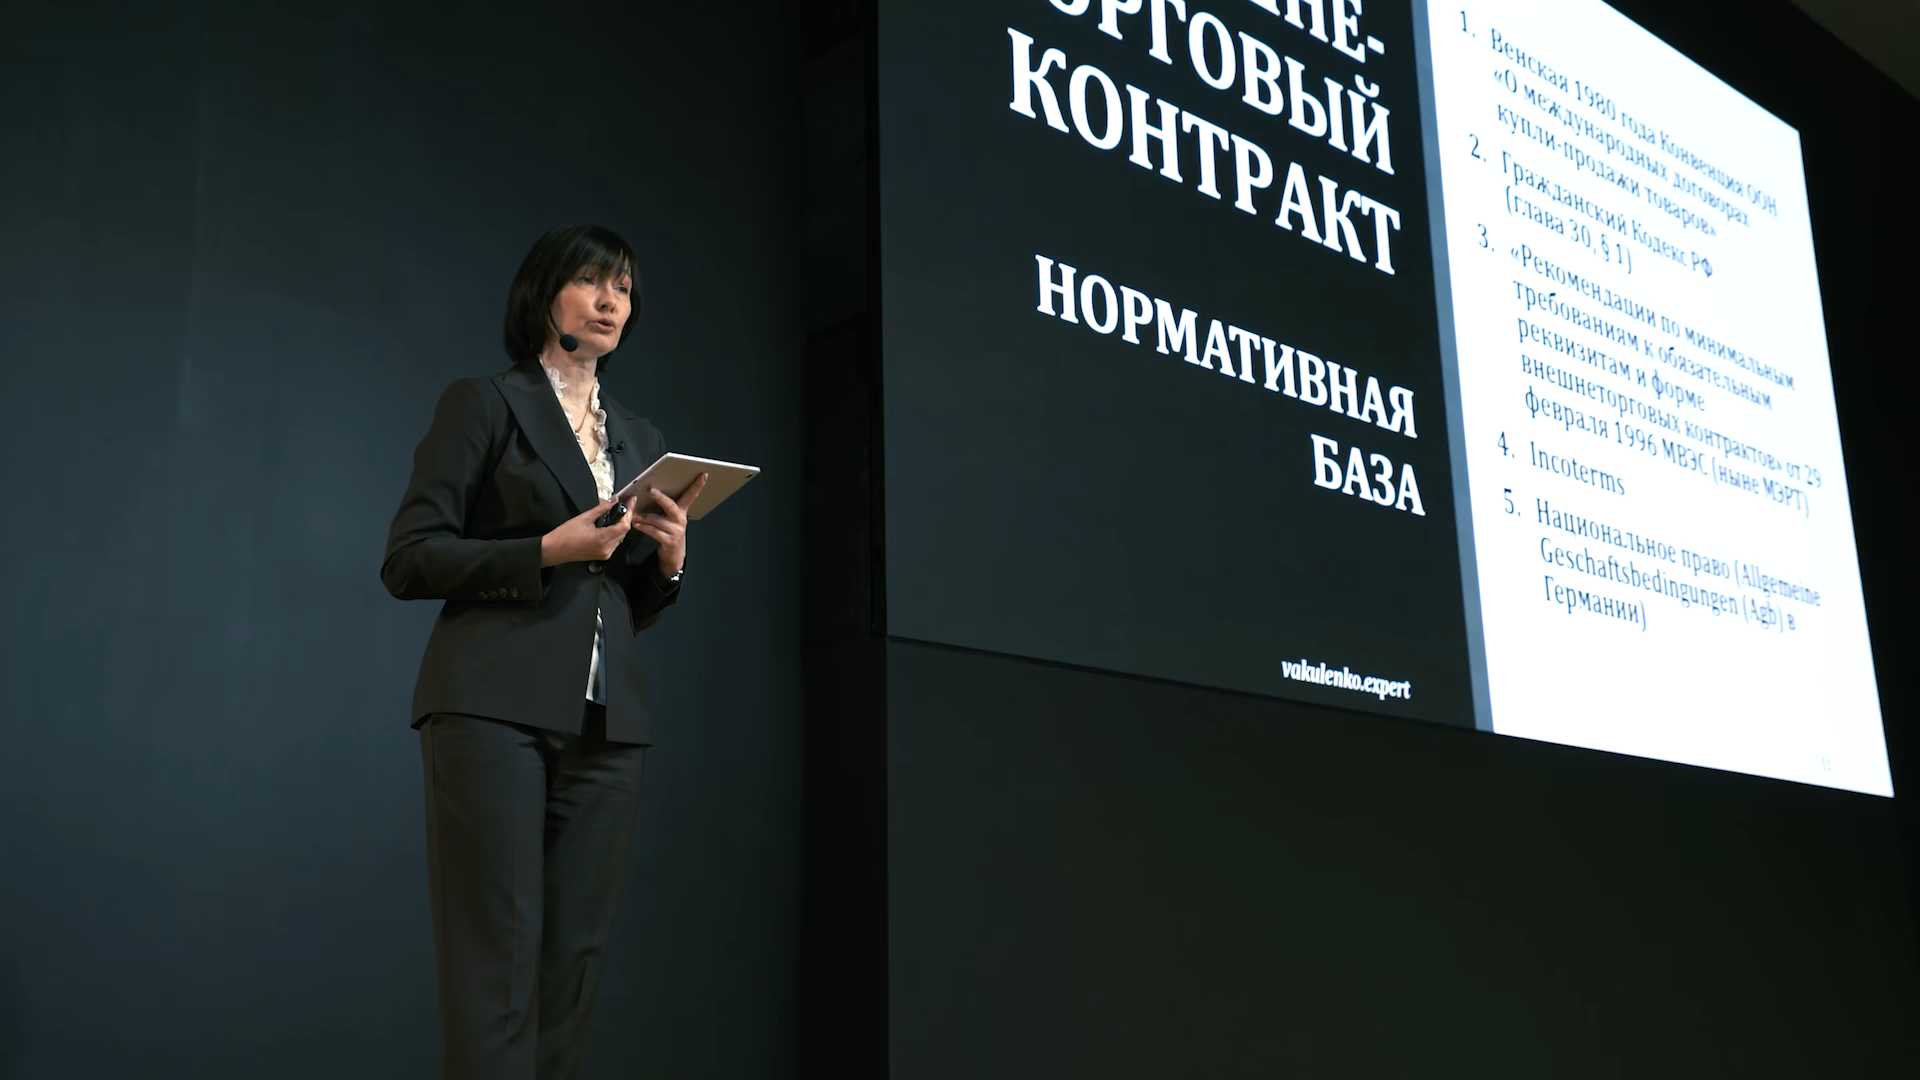 ШНЕ-
ОРГОВЫЙ
КОНТРАКТ
НОРМАТИВНАЯ
БАЗА
vakulenko.expert
1. Венская 1980 года Конвенция ООН
«О международных договорах
купли-продажи товаров»
2. Гражданский Кодекс РФ
(глава 30, § 1)
3. «Рекомендации по минимальным
требованиям к обязательным
реквизитам и форме
внешнеторговых контрактов» от 29
февраля 1996 МВЭС (ныне МЭРТ)
4. Incoterms
5. Национальное право (Allgemeine
Geschaftsbedingungen (Agb) в
Германии)